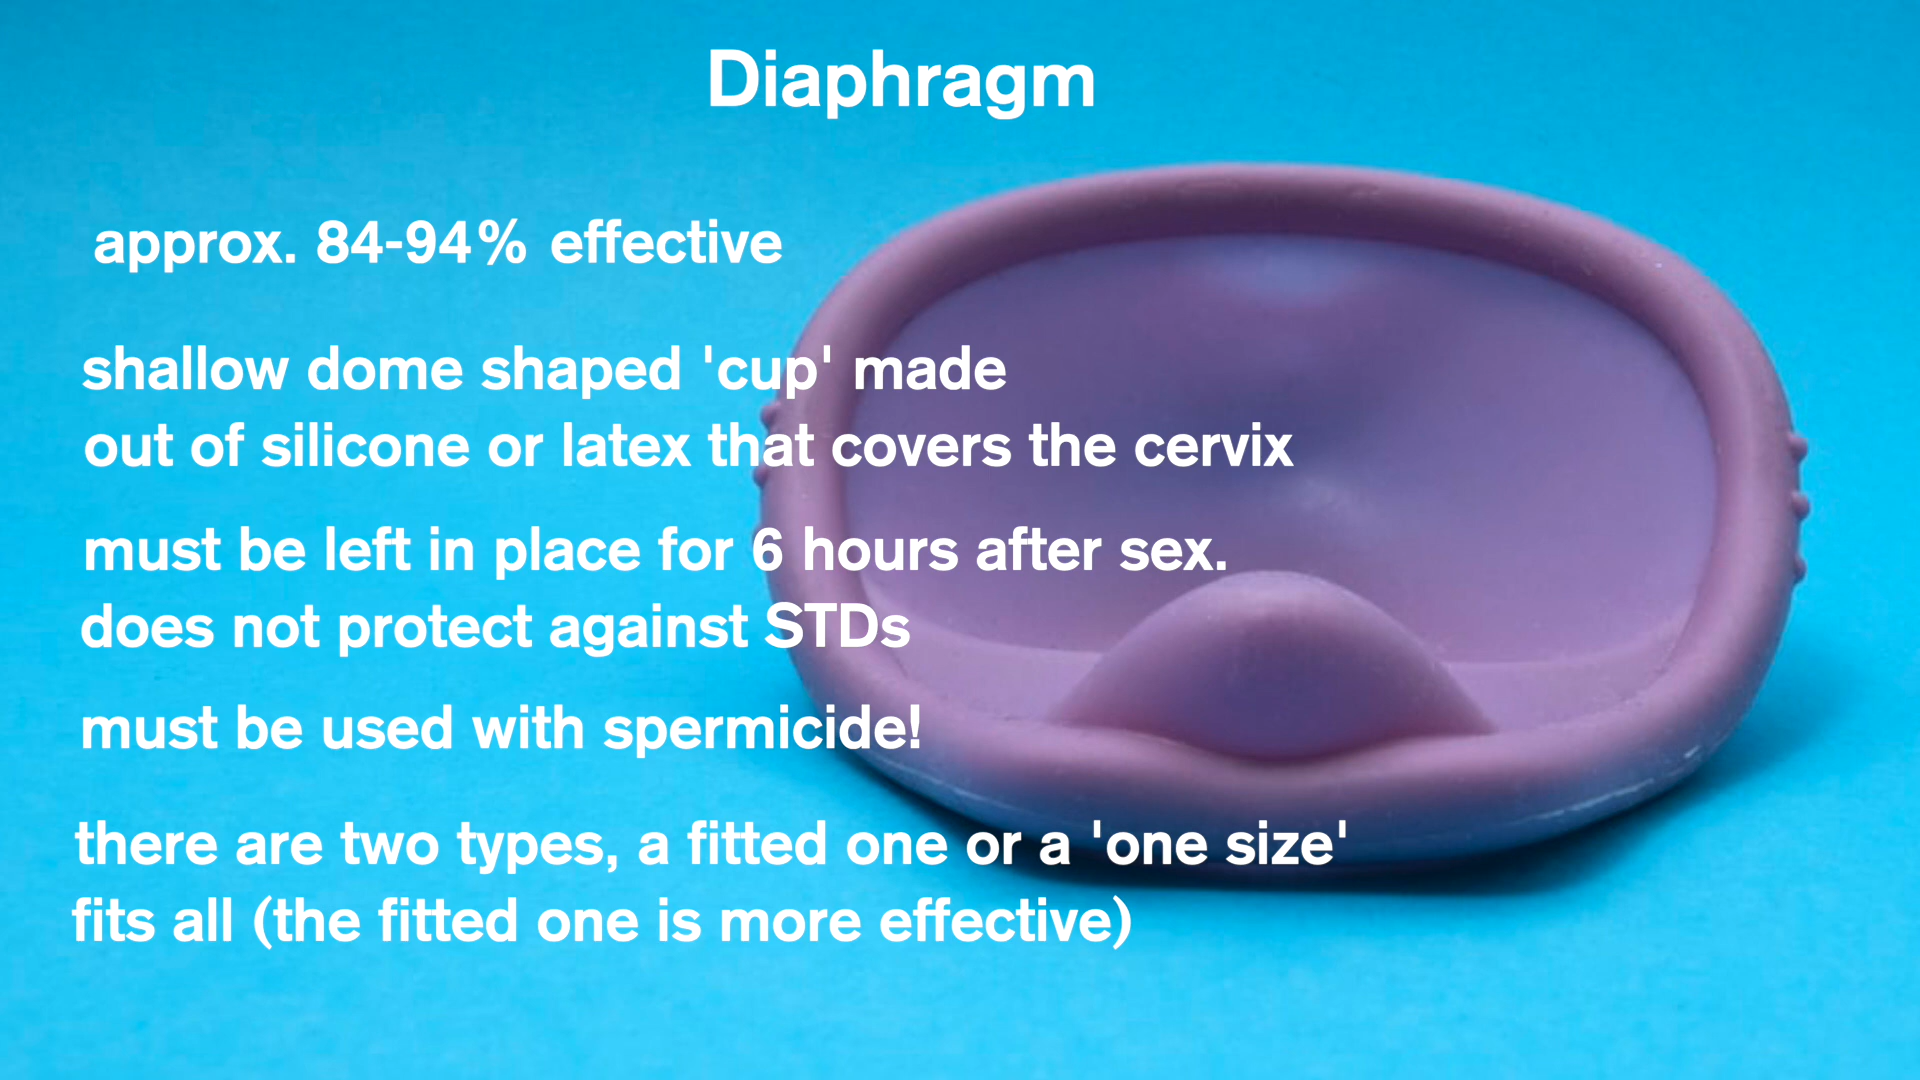 Diaphragm
approx. 84-94% effective
shallow dome shaped 'cup' made
out of silicone or latex that covers the cervix
must be left in place for 6 hours after sex.
does not protect against STDs
must be used with spermicide!
there are two types, a fitted one or a 'one size'
fits all (the fitted one is more effective)